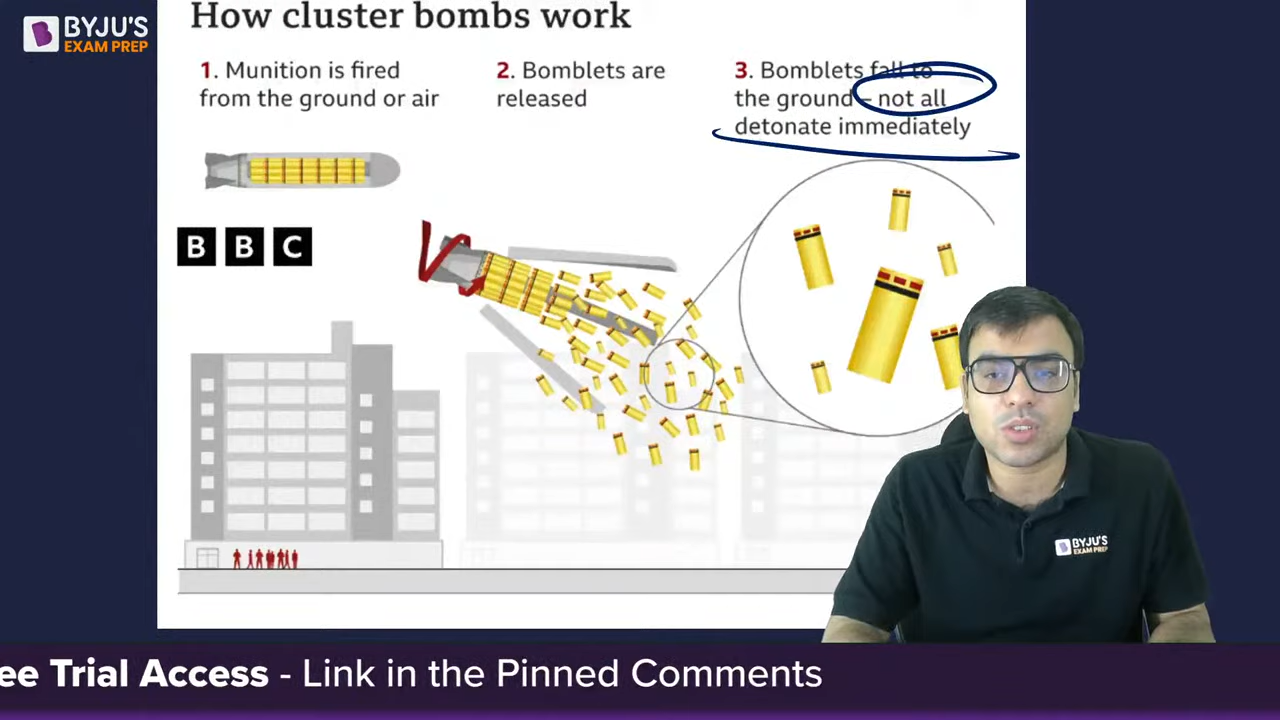 BYJU'S
EXAM PREP
How cluster bombs work
1. Munition is fired
from the ground or air
2. Bomblets are
released
3. Bomblets fall to
the ground – not all
detonate immediately
BBC
BYJU'S
EXAM PREP
ee Trial Access - Link in the Pinned Comments